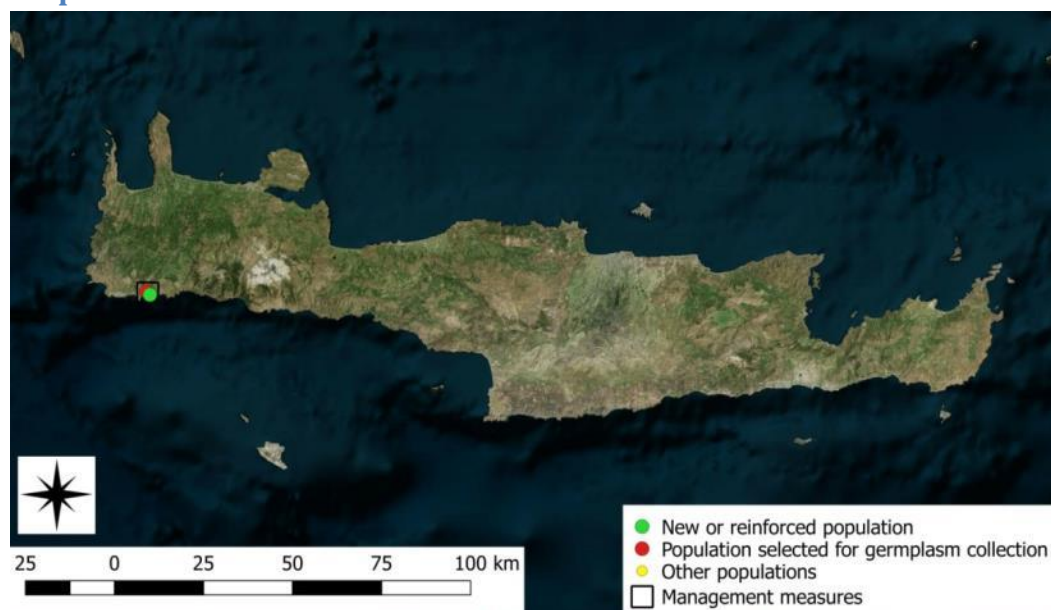 New or reinforced population
Population selected for germplasm collection
Other populations
Management measures
25 0 25 50 75 100 km